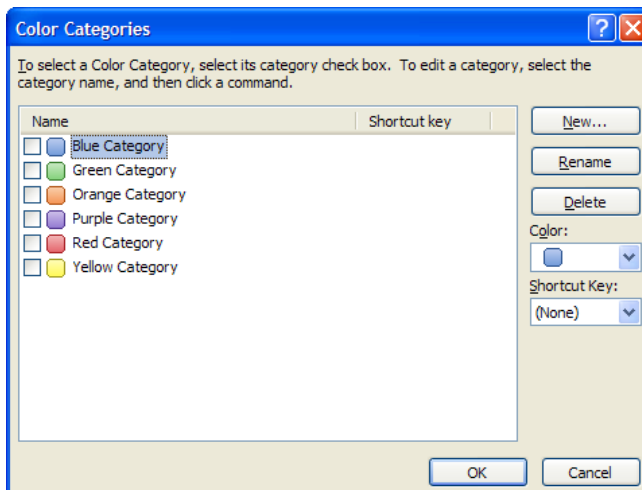 Color Categories
To select a Color Category, select its category check box. To edit a category, select the
category name, and then click a command.
Name Shortcut key
Blue Category
Green Category
Orange Category
Purple Category
Red Category
Yellow Category
New...
Rename
Delete
Color:
Shortcut Key:
(None)
OK Cancel